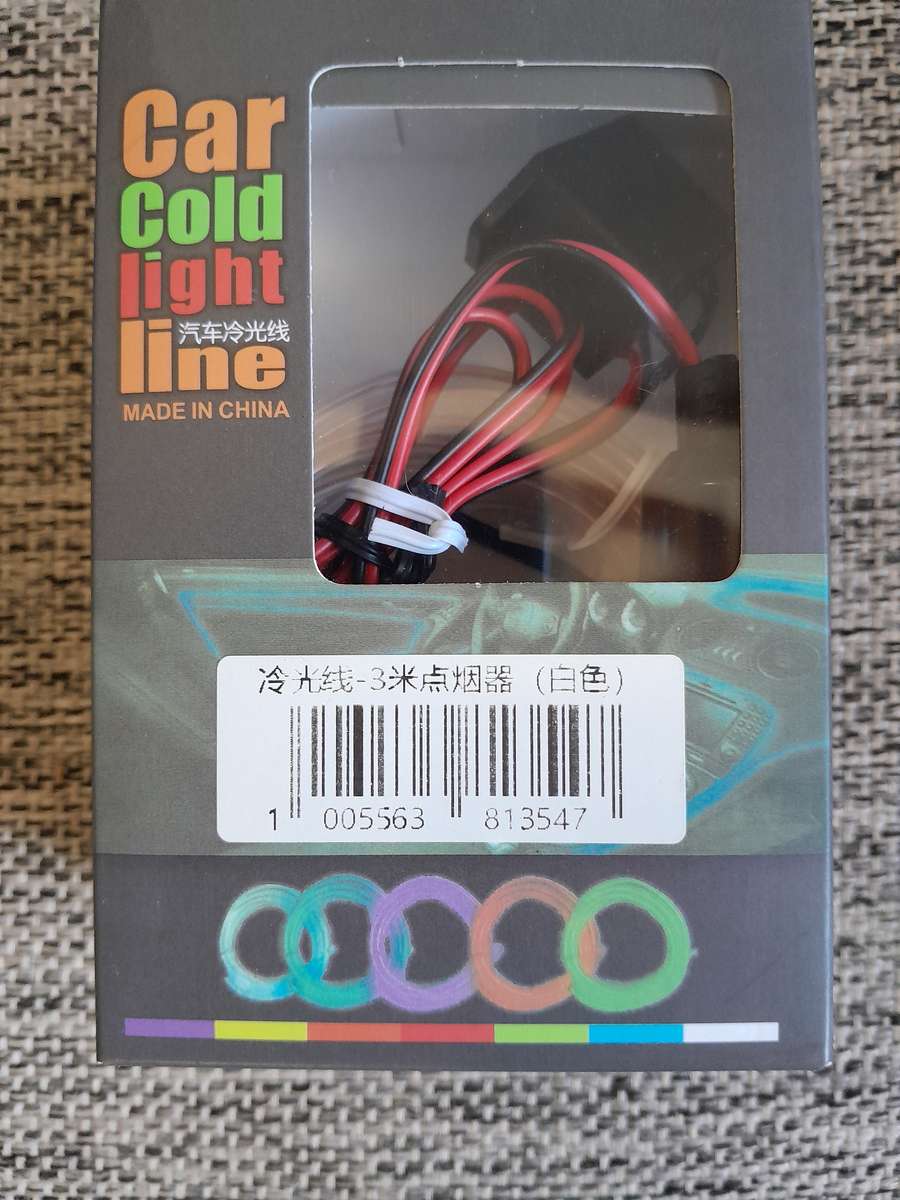 Car
Cold
light
汽车冷光线
line
MADE IN CHINA
冷光线-3米点烟器（白色）
1 005563 813547